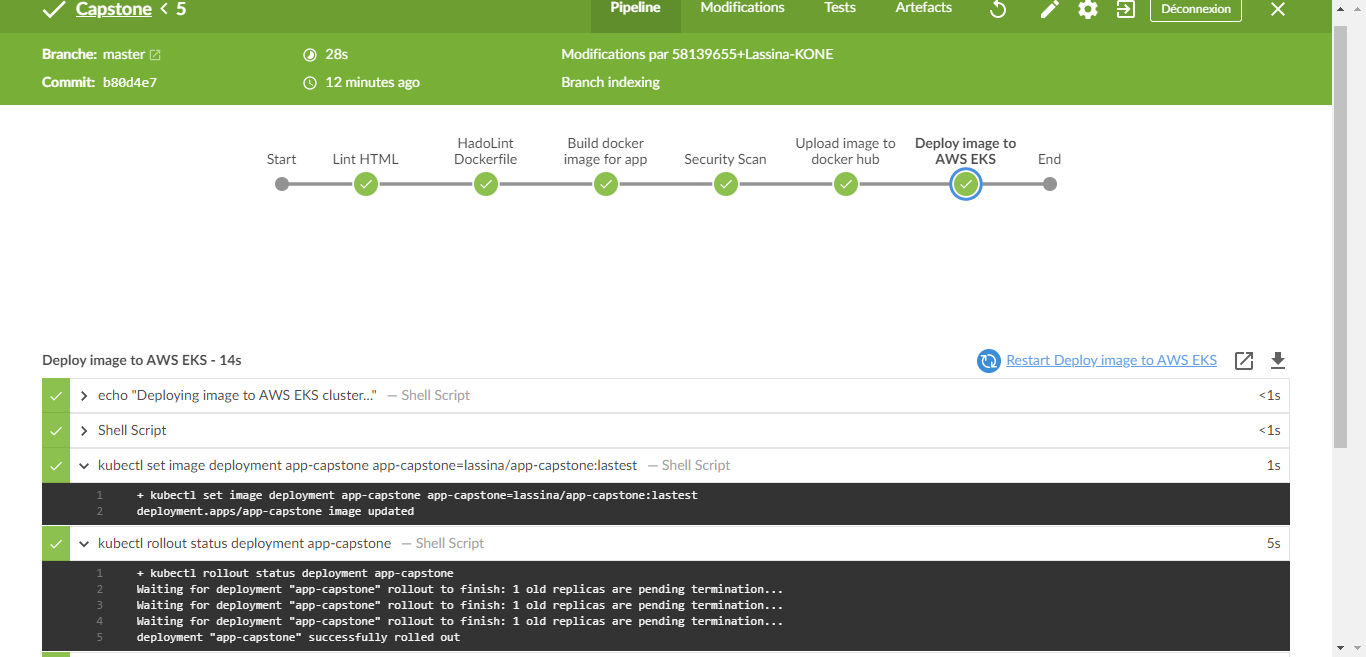 Capstone < 5
Pipeline Modifications Tests Artefacts Déconnexion
Branche: master 28s Modifications par 58139655+Lassina-KONE
Commit: b80d4e7 12 minutes ago Branch indexing
Start
Lint HTML
HadoLint
Dockerfile
Build docker
image for app
Security Scan
Upload image to
docker hub
Deploy image to
AWS EKS
End
Deploy image to AWS EKS - 14s Restart Deploy image to AWS EKS
echo "Deploying image to AWS EKS cluster..." — Shell Script <1s
Shell Script <1s
kubectl set image deployment app-capstone app-capstone=lassina/app-capstone:lastest — Shell Script 1s
1 + kubectl set image deployment app-capstone app-capstone=lassina/app-capstone:lastest
2 deployment.apps/app-capstone image updated
kubectl rollout status deployment app-capstone — Shell Script 5s
1 + kubectl rollout status deployment app-capstone
2 Waiting for deployment "app-capstone" rollout to finish: 1 old replicas are pending termination...
3 Waiting for deployment "app-capstone" rollout to finish: 1 old replicas are pending termination...
4 Waiting for deployment "app-capstone" rollout to finish: 1 old replicas are pending termination...
5 deployment "app-capstone" successfully rolled out